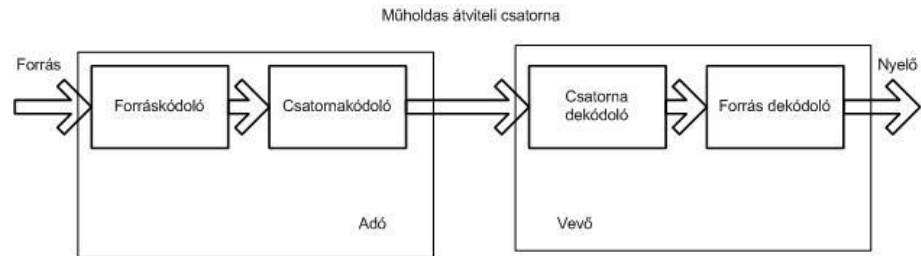 Műholdas átviteli csatorna
Forrás
Forráskódoló
Csatornakódoló
Csatorna
dekódoló
Forrás dekódoló
Nyelő
Adó
Vevő